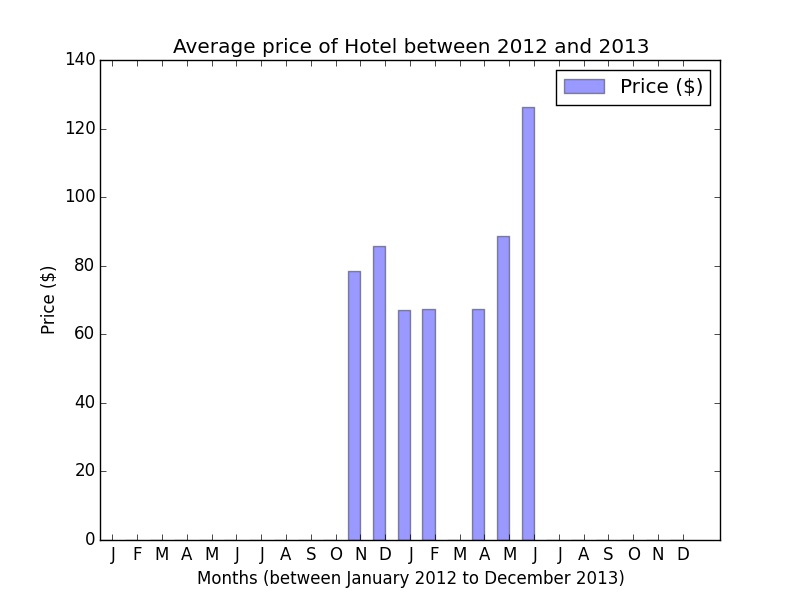 Average price of Hotel between 2012 and 2013
Price ($)
140
120
100
80
60
40
20
0
Price ($)
J F M A M J J A S O N D J F M A M J J A S O N D
Months (between January 2012 to December 2013)